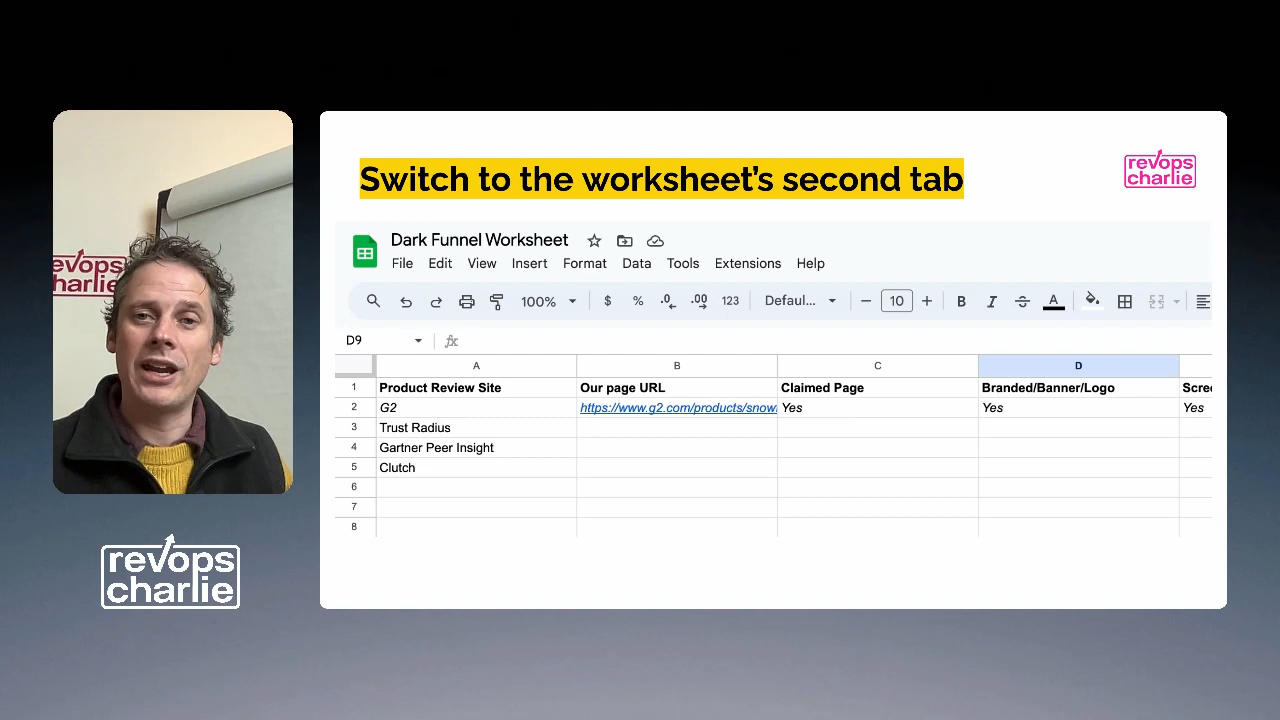 Switch to the worksheet's second tab
revops
charlie
Dark Funnel Worksheet
File Edit View Insert Format Data Tools Extensions Help
100% $ % .0 .00 123 Defaul... 10 B I S A
D9 fx
A B C D
1 Product Review Site Our page URL Claimed Page Branded/Banner/Logo Scre
2 G2 https://www.g2.com/products/snow Yes Yes Yes
3 Trust Radius
4 Gartner Peer Insight
5 Clutch
6
7
8
evops
harlie
revops
charlie